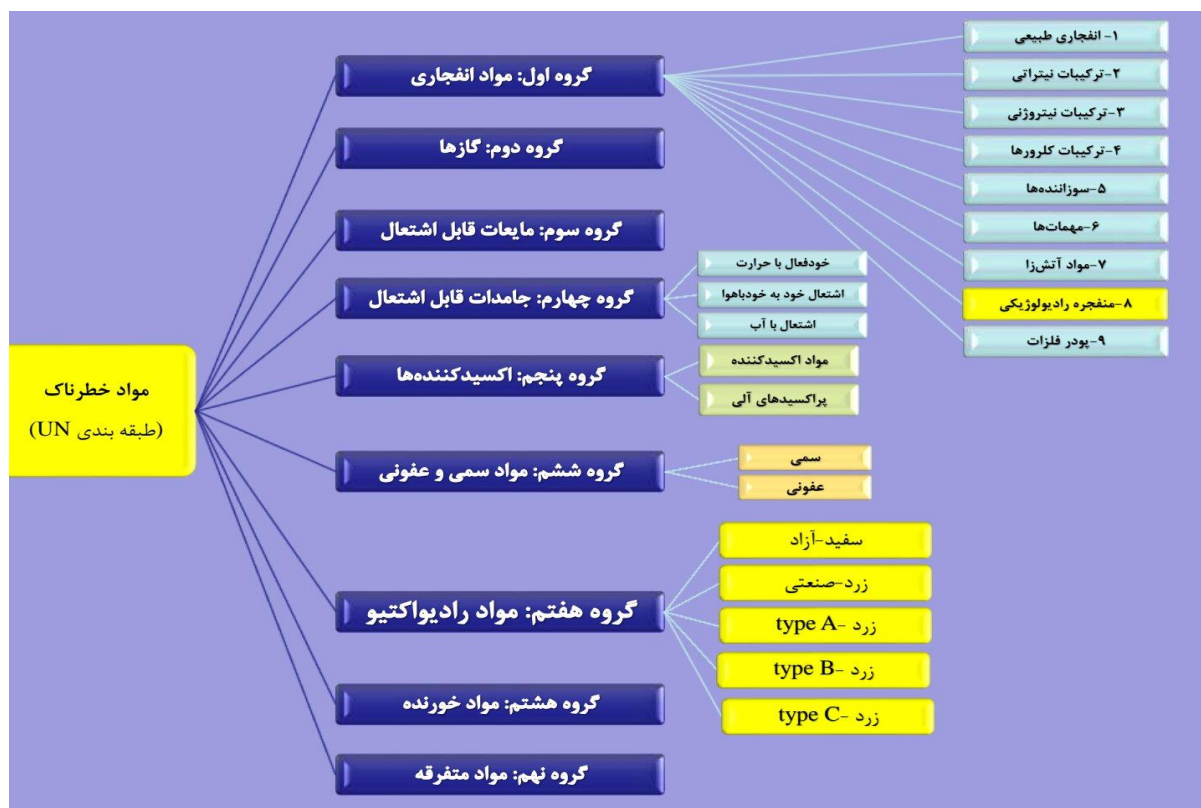 مواد خطرناک
(طبقه بندی UN)
گروه اول: مواد انفجاری
۱- انفجاری طبیعی
۲-ترکیبات نیتراتی
۳-ترکیبات نیتروژنی
۴-ترکیبات کلرورها
۵-سوزاننده‌ها
۶-مهمات‌ها
۷-مواد آتش‌زا
۸-منفجره رادیولوژیکی
۹-پودر فلزات
گروه دوم: گازها
گروه سوم: مایعات قابل اشتعال
گروه چهارم: جامدات قابل اشتعال
خودفعال با حرارت
اشتعال خود به خودباهوا
اشتعال با آب
گروه پنجم: اکسیدکننده‌ها
مواد اکسیدکننده
پراکسیدهای آلی
گروه ششم: مواد سمی و عفونی
سمی
عفونی
گروه هفتم: مواد رادیواکتیو
سفید-آزاد
زرد-صنعتی
زرد -type A
زرد -type B
زرد -type C
گروه هشتم: مواد خورنده
گروه نهم: مواد متفرقه